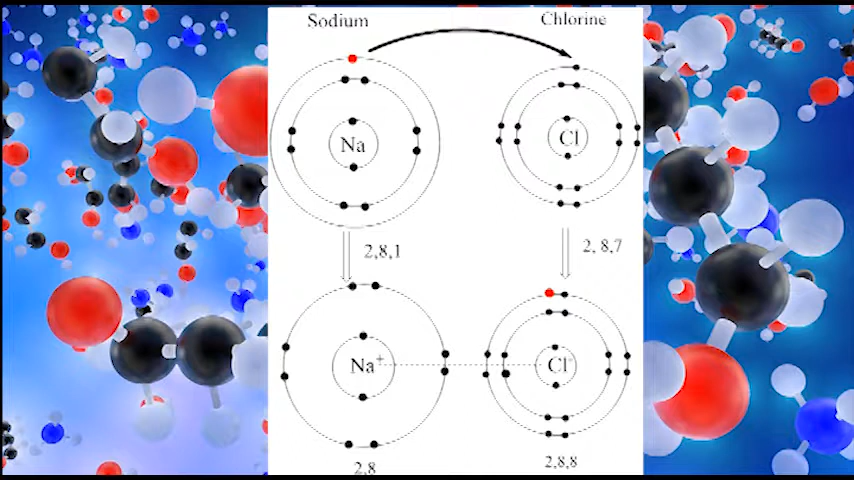 Sodium
Chlorine
Na
Cl
2,8,1
2, 8,7
Na+
Cl-
2,8
2,8,8